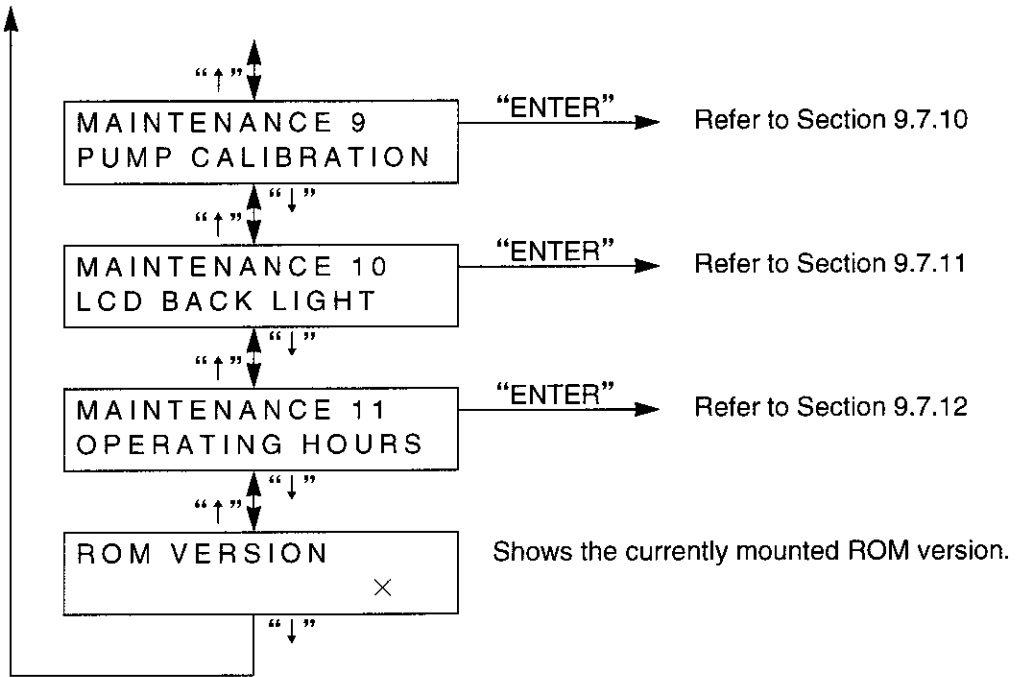 “↑”
MAINTENANCE 9
PUMP CALIBRATION
“ENTER”
Refer to Section 9.7.10
“↓”
“↑”
MAINTENANCE 10
LCD BACK LIGHT
“ENTER”
Refer to Section 9.7.11
“↓”
“↑”
MAINTENANCE 11
OPERATING HOURS
“ENTER”
Refer to Section 9.7.12
“↓”
“↑”
ROM VERSION
×
Shows the currently mounted ROM version.
“↓”